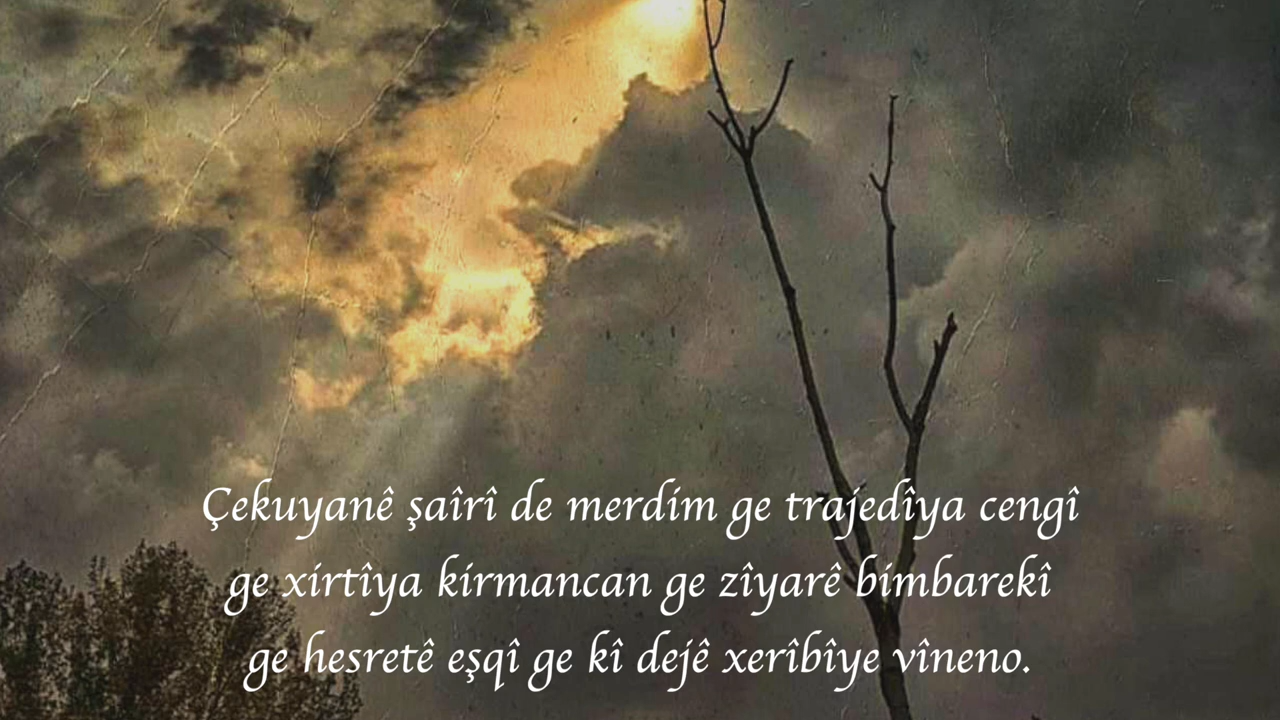 Çekuyanê şaîrî de merdim ge trajedîya cengî
ge xirtîya kirmancan ge zîyarê bimbarekî
ge hesretê eşqî ge kî dejê xerîbîye vîneno.